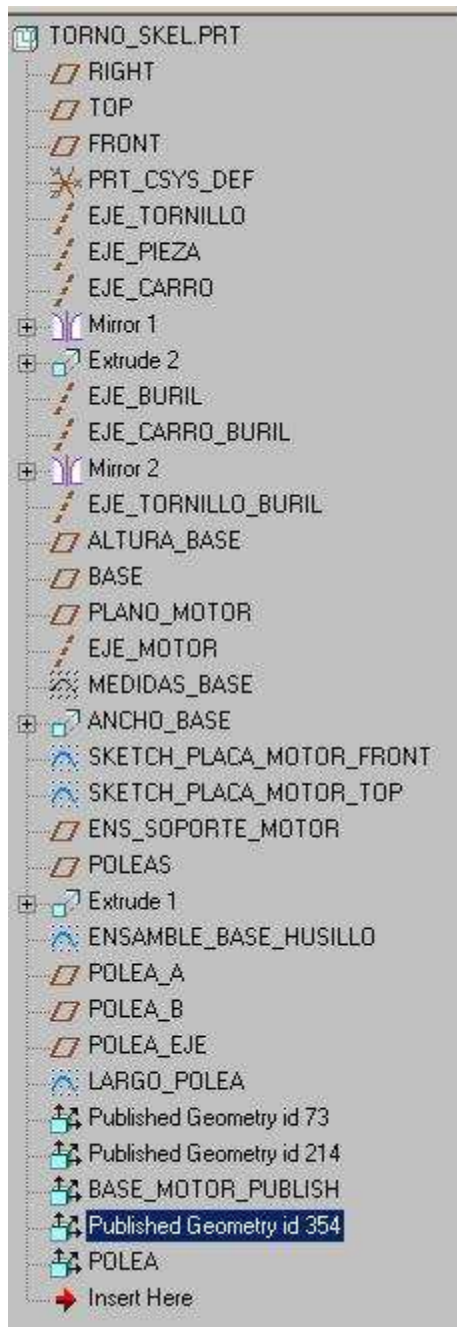 TORNO_SKEL.PRT
RIGHT
TOP
FRONT
PRT_CSYS_DEF
EJE_TORNILLO
EJE_PIEZA
EJE_CARRO
Mirror 1
Extrude 2
EJE_BURIL
EJE_CARRO_BURIL
Mirror 2
EJE_TORNILLO_BURIL
ALTURA_BASE
BASE
PLANO_MOTOR
EJE_MOTOR
MEDIDAS_BASE
ANCHO_BASE
SKETCH_PLACA_MOTOR_FRONT
SKETCH_PLACA_MOTOR_TOP
ENS_SOPORTE_MOTOR
POLEAS
Extrude 1
ENSAMBLE_BASE_HUSILLO
POLEA_A
POLEA_B
POLEA_EJE
LARGO_POLEA
Published Geometry id 73
Published Geometry id 214
BASE_MOTOR_PUBLISH
Published Geometry id 354
POLEA
Insert Here